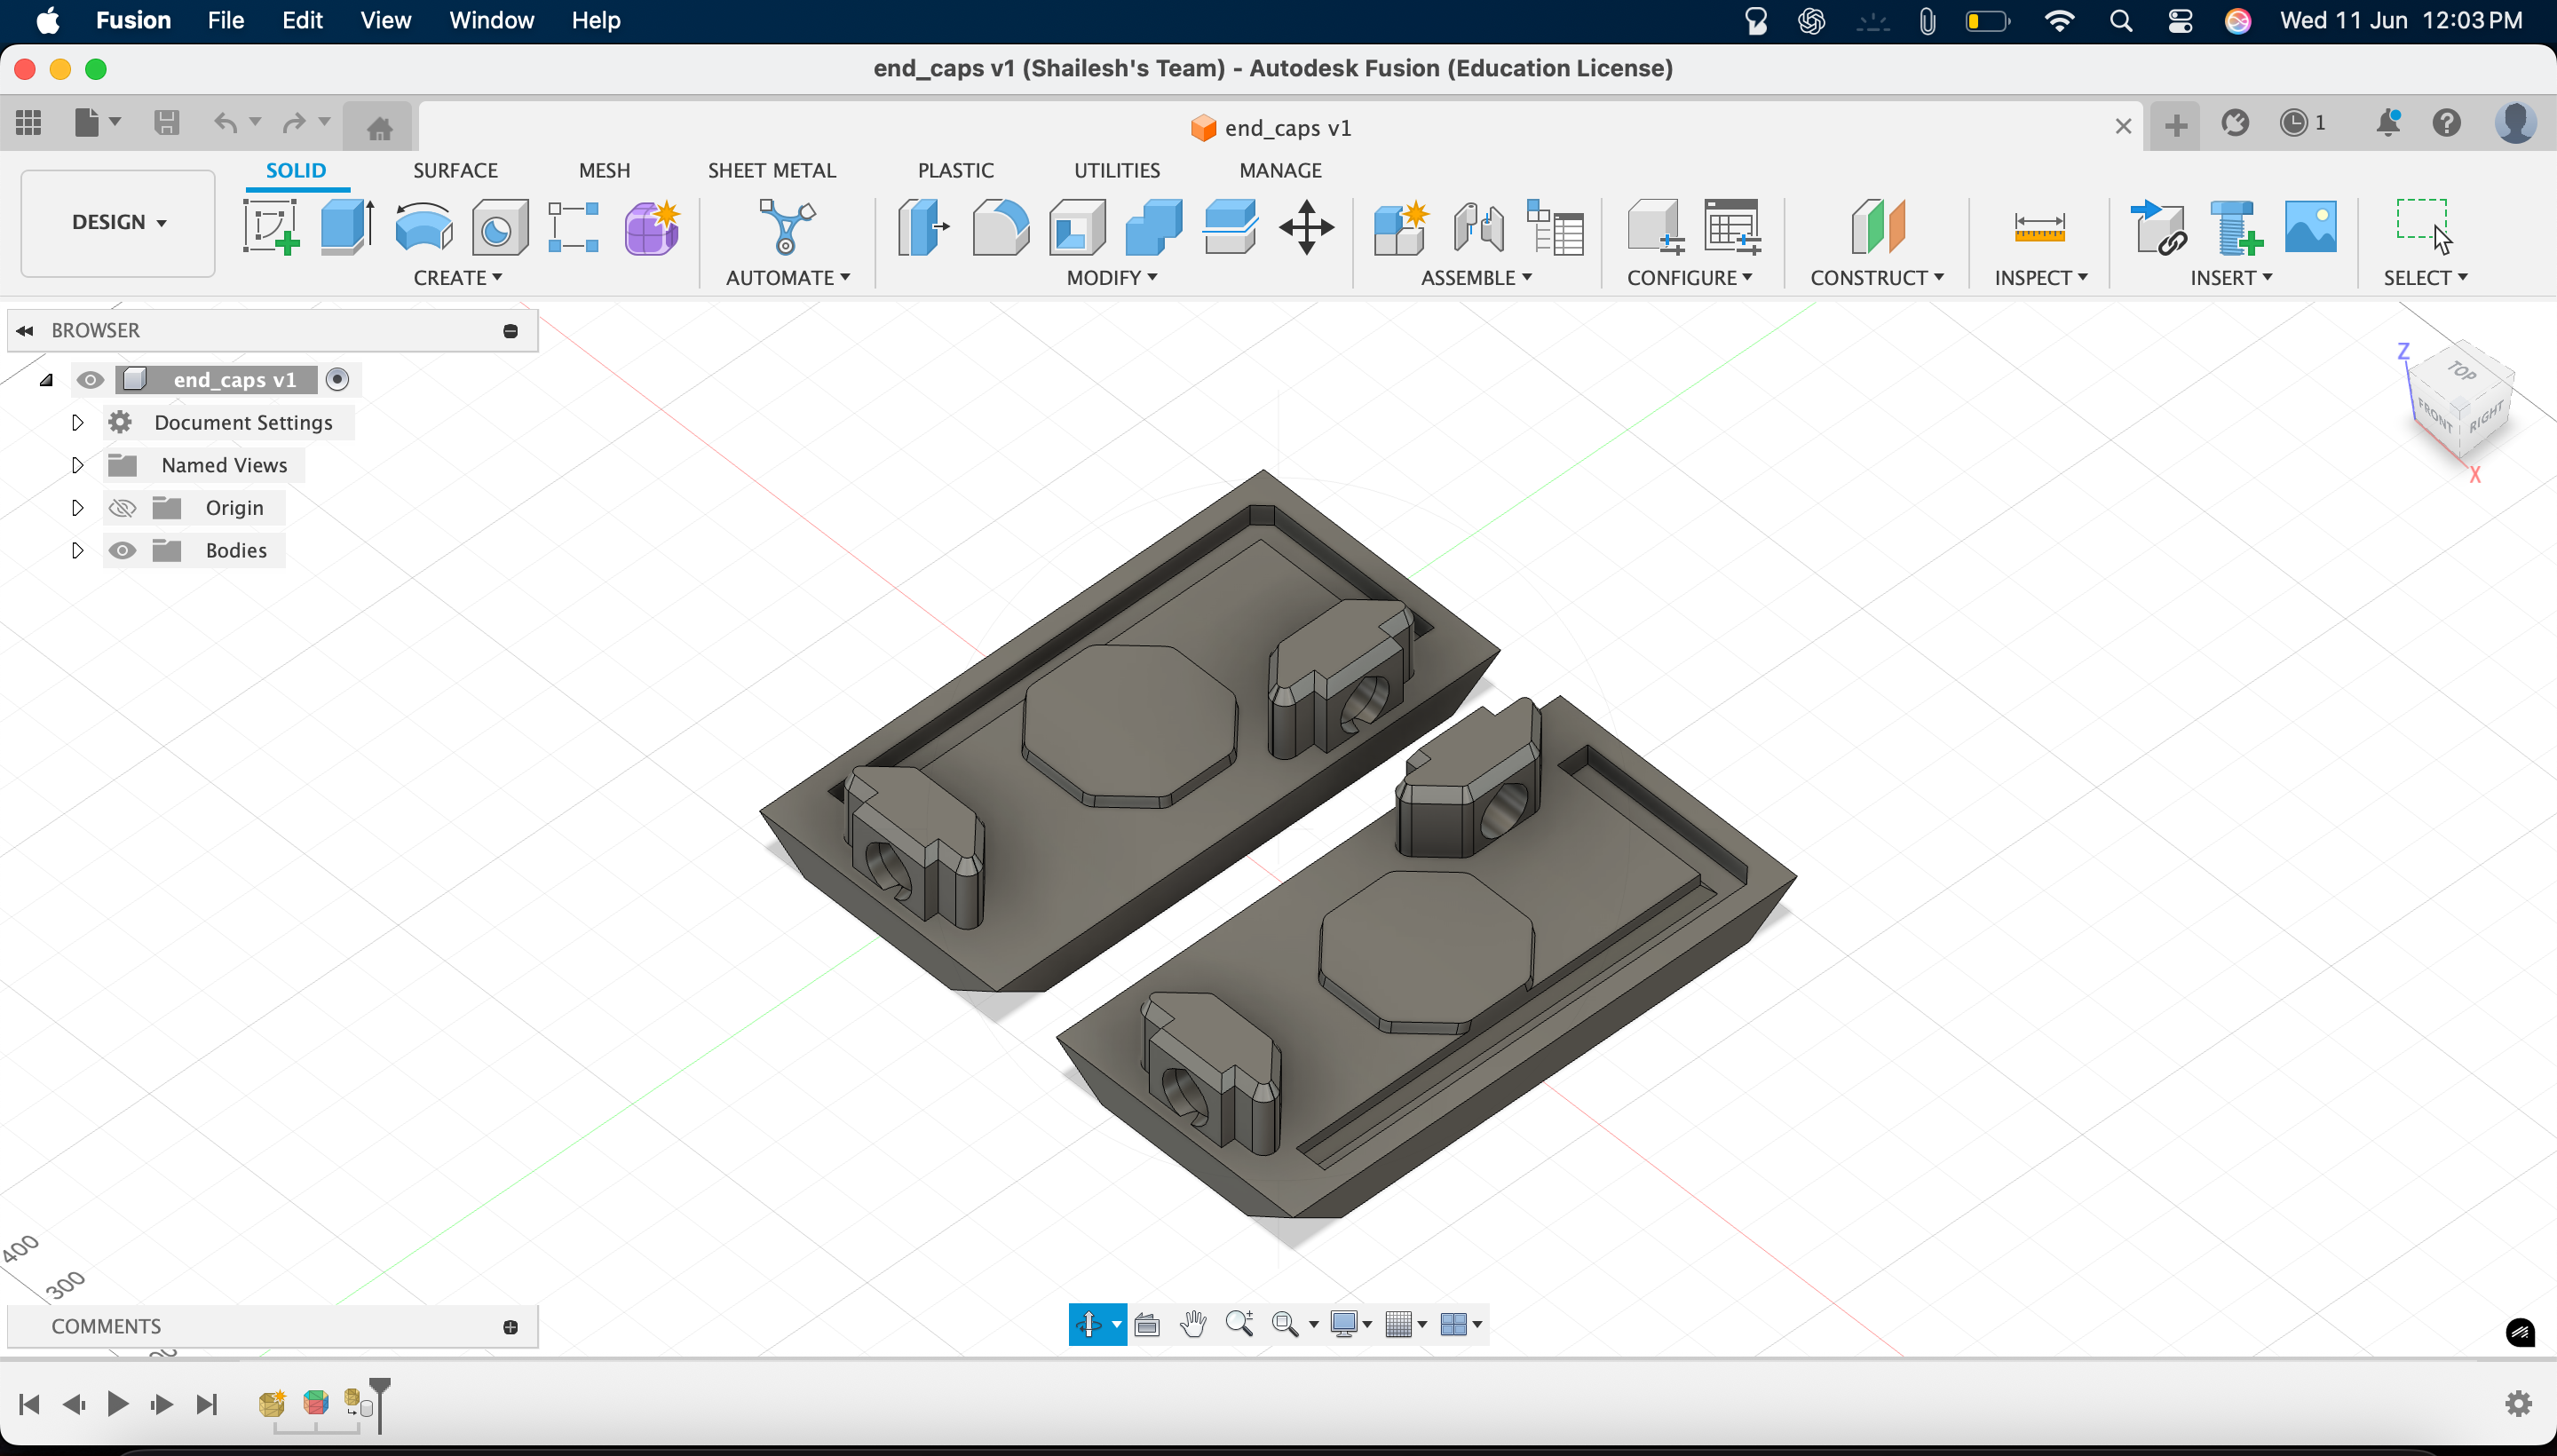 Fusion File Edit View Window Help Wed 11 Jun 12:03 PM
end_caps v1 (Shailesh's Team) - Autodesk Fusion (Education License)
end_caps v1 1
SOLID SURFACE MESH SHEET METAL PLASTIC UTILITIES MANAGE
DESIGN
CREATE AUTOMATE MODIFY ASSEMBLE CONFIGURE CONSTRUCT INSPECT INSERT SELECT
BROWSER
end_caps v1
Document Settings
Named Views
Origin
Bodies
Z
TOP
FRONT RIGHT
X
400
300
COMMENTS